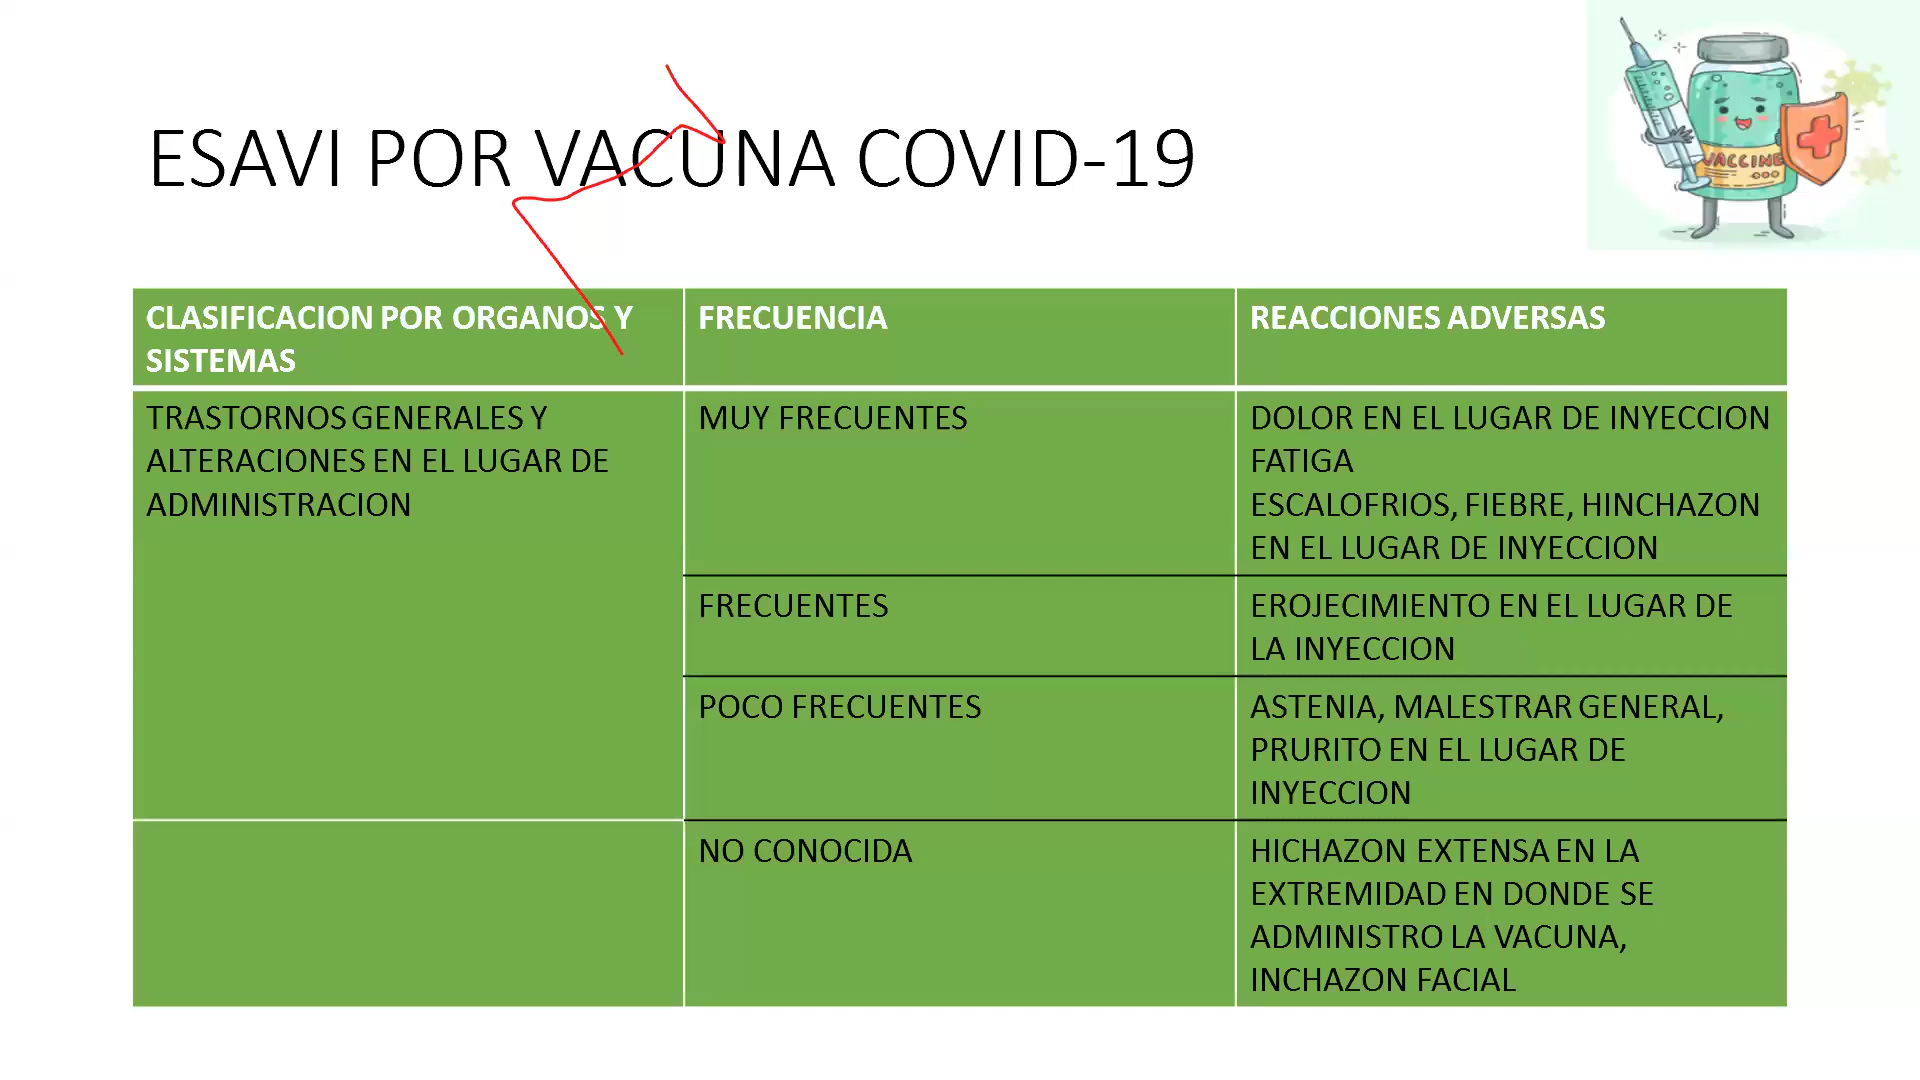 ESAVI POR VACUNA COVID-19
VACCINE
CLASIFICACION POR ORGANOS Y
SISTEMAS
FRECUENCIA
REACCIONES ADVERSAS
TRASTORNOS GENERALES Y
ALTERACIONES EN EL LUGAR DE
ADMINISTRACION
MUY FRECUENTES
DOLOR EN EL LUGAR DE INYECCION
FATIGA
ESCALOFRIOS, FIEBRE, HINCHAZON
EN EL LUGAR DE INYECCION
FRECUENTES
EROJECIMIENTO EN EL LUGAR DE
LA INYECCION
POCO FRECUENTES
ASTENIA, MALESTRAR GENERAL,
PRURITO EN EL LUGAR DE
INYECCION
NO CONOCIDA
HICHAZON EXTENSA EN LA
EXTREMIDAD EN DONDE SE
ADMINISTRO LA VACUNA,
INCHAZON FACIAL